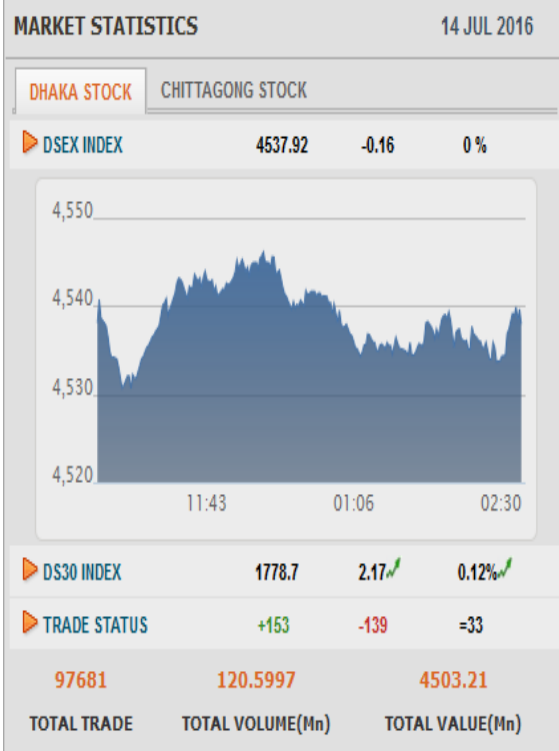 MARKET STATISTICS 14 JUL 2016
DHAKA STOCK CHITTAGONG STOCK
DSEX INDEX 4537.92 -0.16 0 %
4,550
4,540
4,530
4,520
11:43 01:06 02:30
DS30 INDEX 1778.7 2.17 0.12%
TRADE STATUS +153 -139 =33
97681 120.5997 4503.21
TOTAL TRADE TOTAL VOLUME(Mn) TOTAL VALUE(Mn)